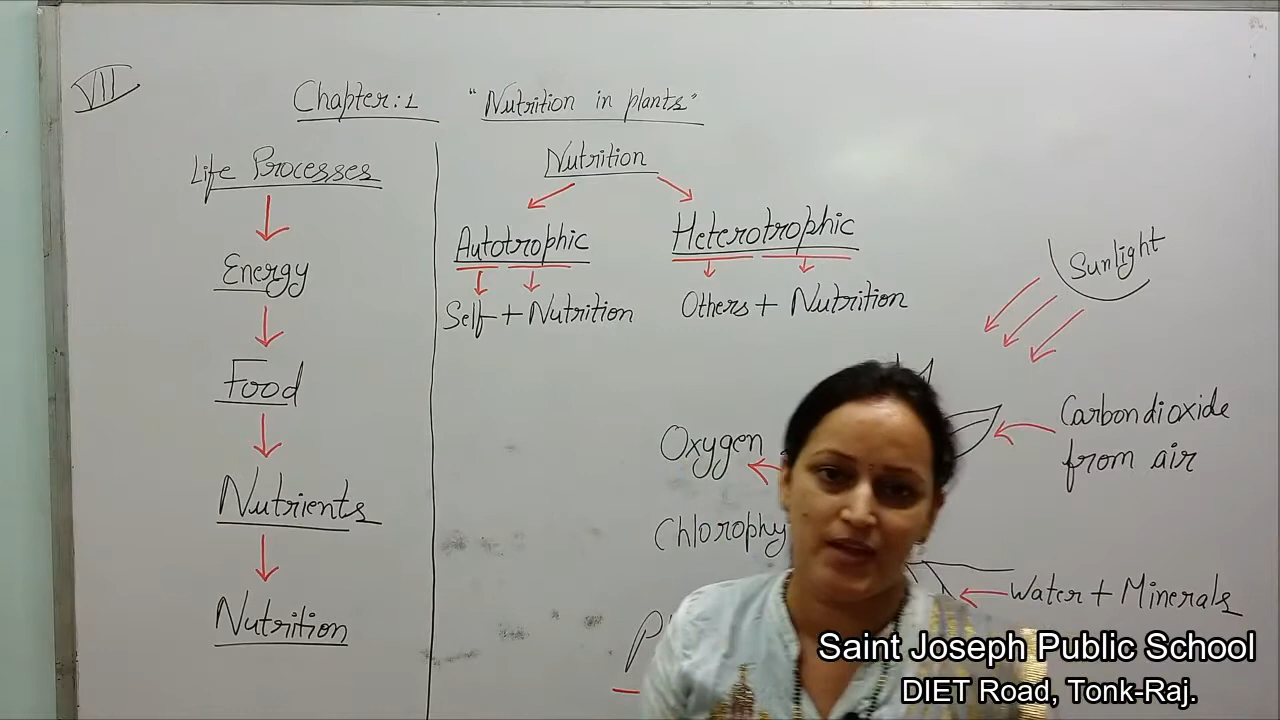 VII
Chapter:1 "Nutrition in plants"
Life Processes
Energy
Food
Nutrients
Nutrition
Nutrition
Autotrophic Heterotrophic
Self + Nutrition Others + Nutrition
Sunlight
Carbondioxide
from air
Oxygen
Chlorophy
Water + Minerals
P
Saint Joseph Public School
DIET Road, Tonk-Raj.